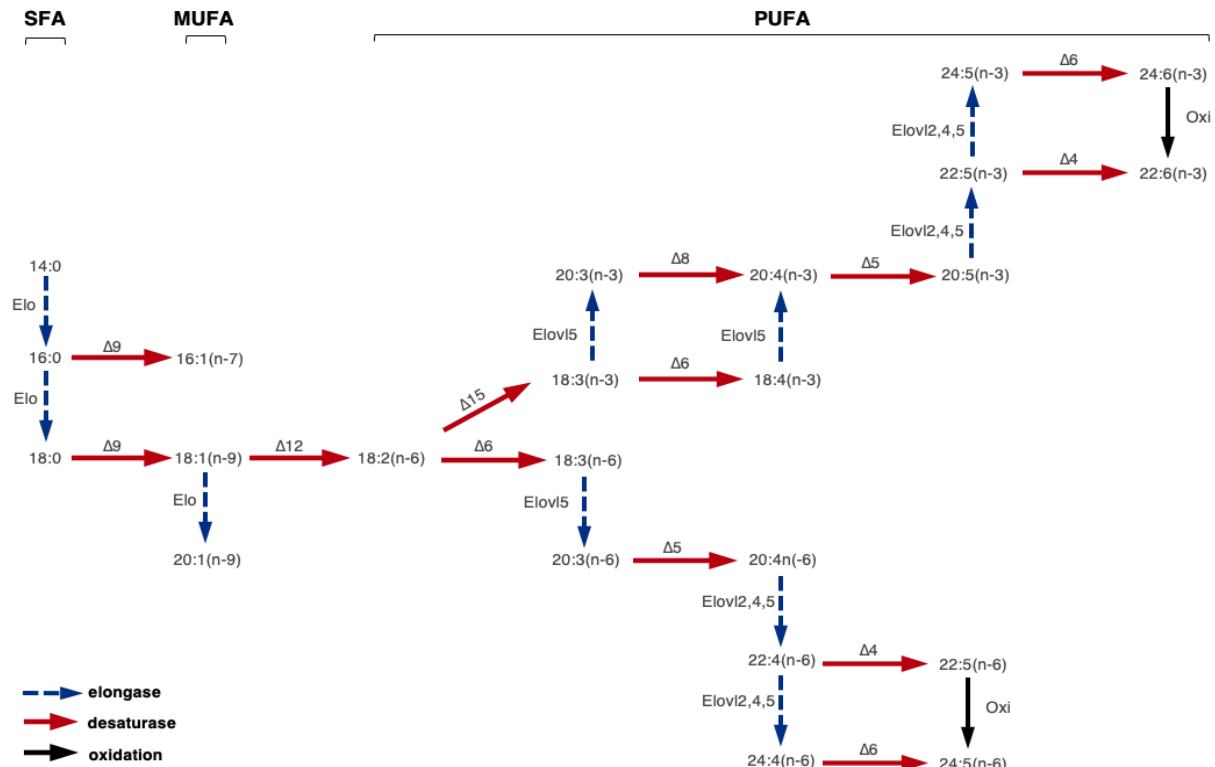 SFA MUFA PUFA
24:5(n-3) Δ6 24:6(n-3)
Elovl2,4,5 Oxi
22:5(n-3) Δ4 22:6(n-3)
Elovl2,4,5
14:0 20:3(n-3) Δ8 20:4(n-3) Δ5 20:5(n-3)
Elo Elovl5 Elovl5
16:0 Δ9 16:1(n-7) 18:3(n-3) Δ6 18:4(n-3)
Elo Δ15
18:0 Δ9 18:1(n-9) Δ12 18:2(n-6) Δ6 18:3(n-6)
Elo Elovl5
20:1(n-9) 20:3(n-6) Δ5 20:4n(-6)
Elovl2,4,5
22:4(n-6) Δ4 22:5(n-6)
elongase Elovl2,4,5 Oxi
desaturase
oxidation 24:4(n-6) Δ6 24:5(n-6)